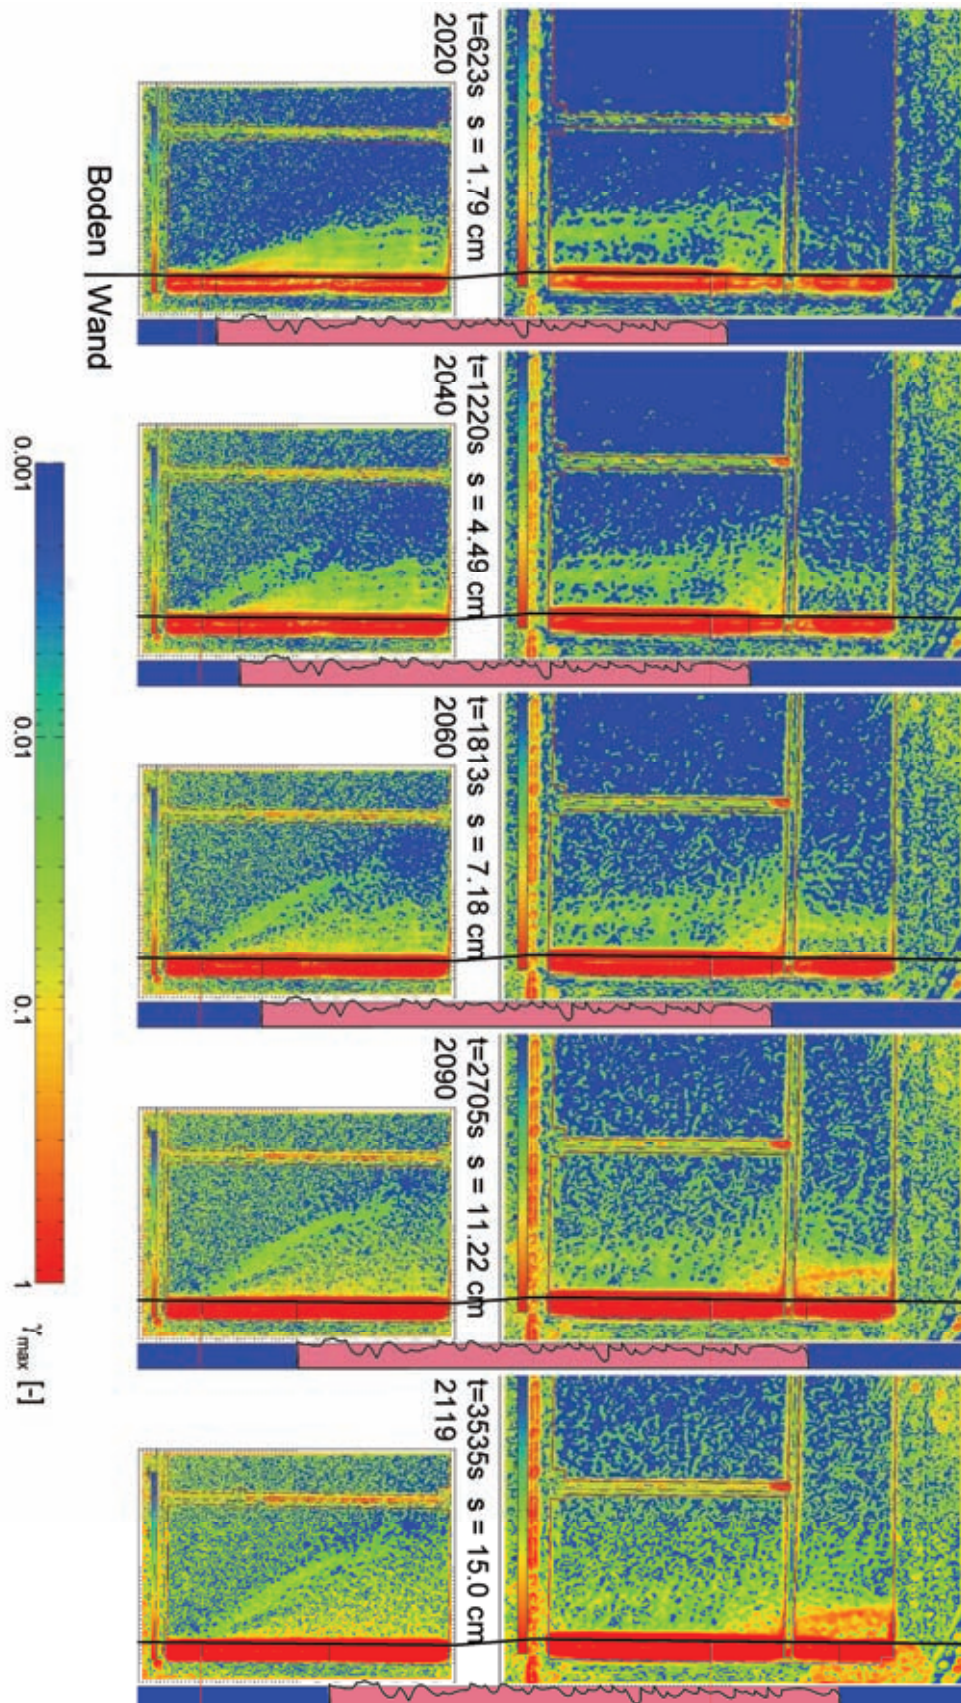 t=623s s = 1.79 cm
2020
t=1220s s = 4.49 cm
2040
t=1813s s = 7.18 cm
2060
t=2705s s = 11.22 cm
2090
t=3535s s = 15.0 cm
2119
Boden | Wand
0.001 0.01 0.1 1 γmax [-]